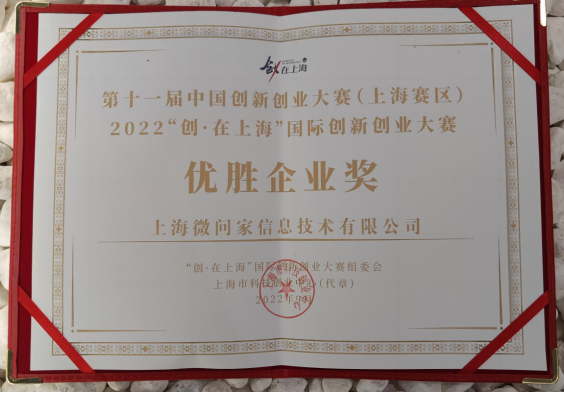 创在上海
第十一届中国创新创业大赛(上海赛区)
2022“创·在上海”国际创新创业大赛
优胜企业奖
上海微问家信息技术有限公司
“创·在上海”国际创新创业大赛组委会
上海市科技创业中心(代章)
2022年9月